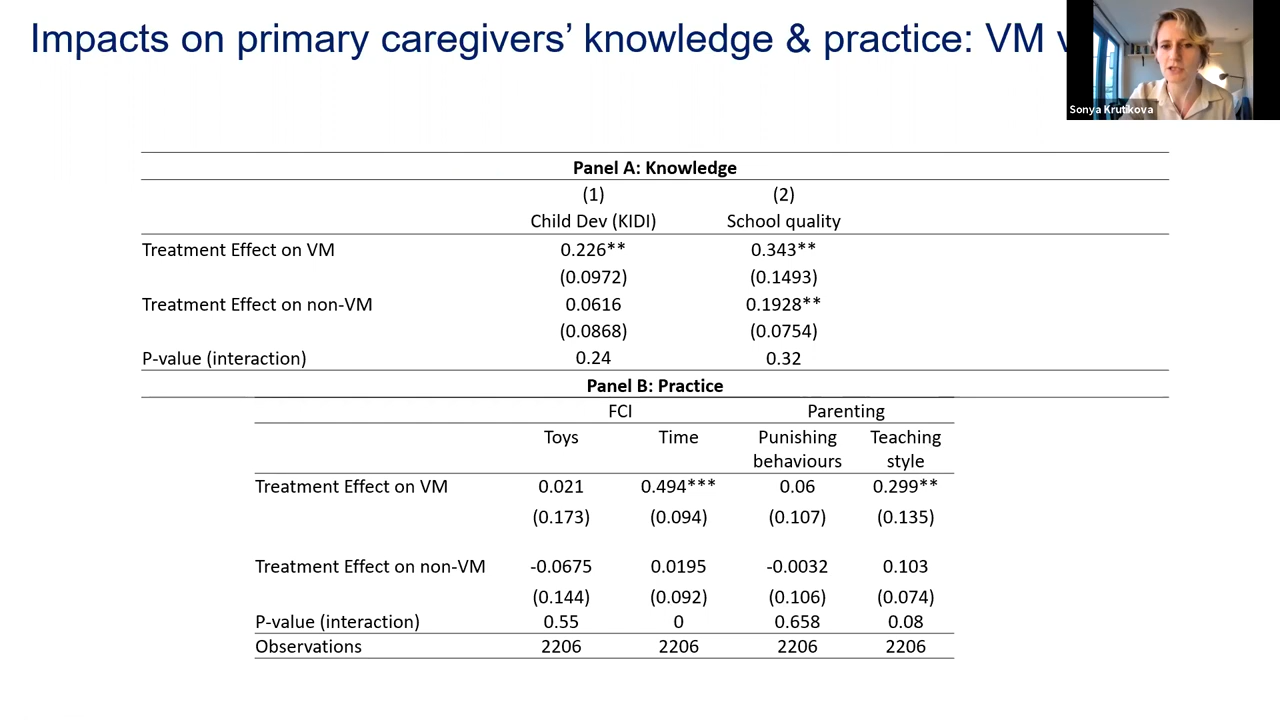 Impacts on primary caregivers' knowledge & practice: VM v
Sonya Krutikova
Panel A: Knowledge
(1) (2)
Child Dev (KIDI) School quality
Treatment Effect on VM 0.226** 0.343**
(0.0972) (0.1493)
Treatment Effect on non-VM 0.0616 0.1928**
(0.0868) (0.0754)
P-value (interaction) 0.24 0.32
Panel B: Practice
FCI Parenting
Toys Time Punishing behaviours Teaching style
Treatment Effect on VM 0.021 0.494*** 0.06 0.299**
(0.173) (0.094) (0.107) (0.135)
Treatment Effect on non-VM -0.0675 0.0195 -0.0032 0.103
(0.144) (0.092) (0.106) (0.074)
P-value (interaction) 0.55 0 0.658 0.08
Observations 2206 2206 2206 2206